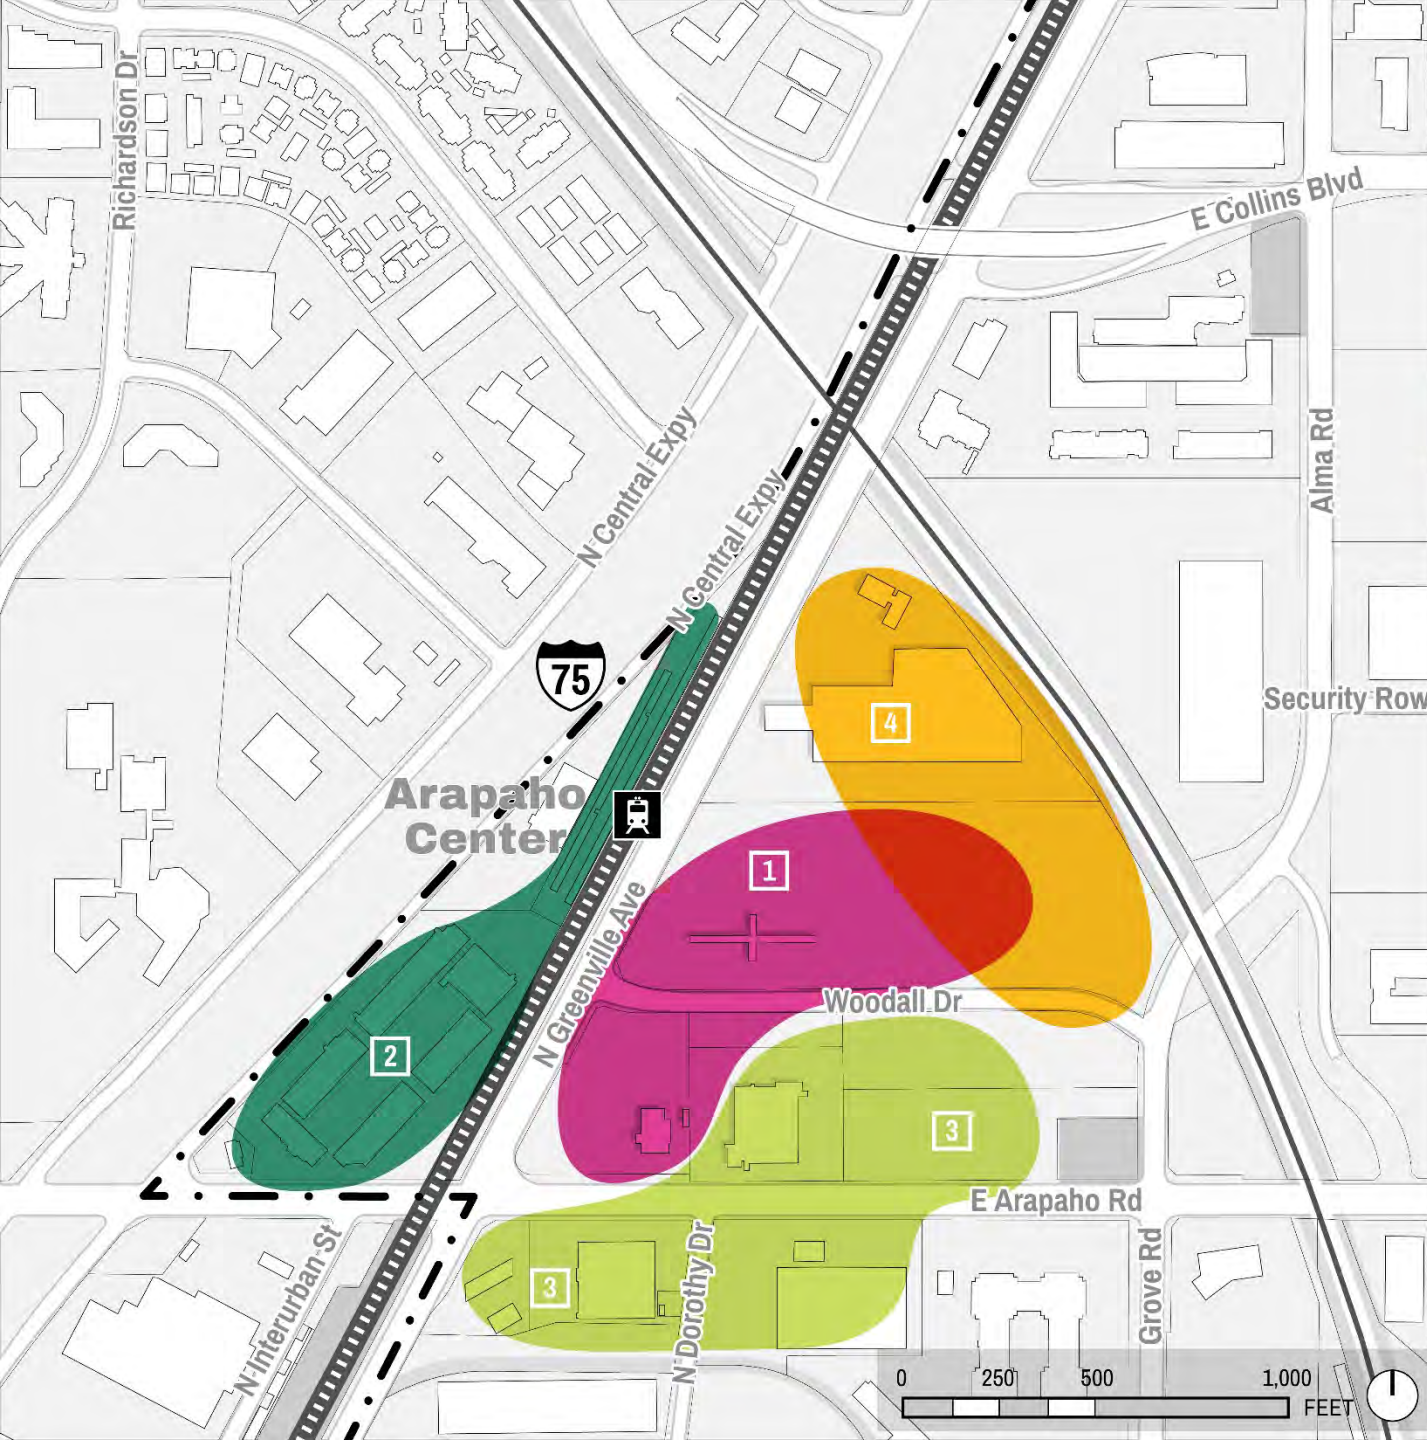 Richardson Dr
E Collins Blvd
N Central Expy
N Central Expy
Alma Rd
75
4
Security Row
Arapaho
Center
1
N Greenville Ave
Woodall Dr
2
3
E Arapaho Rd
3
N Dorothy Dr
Grove Rd
N Interurban St
0 250 500 1,000
FEET